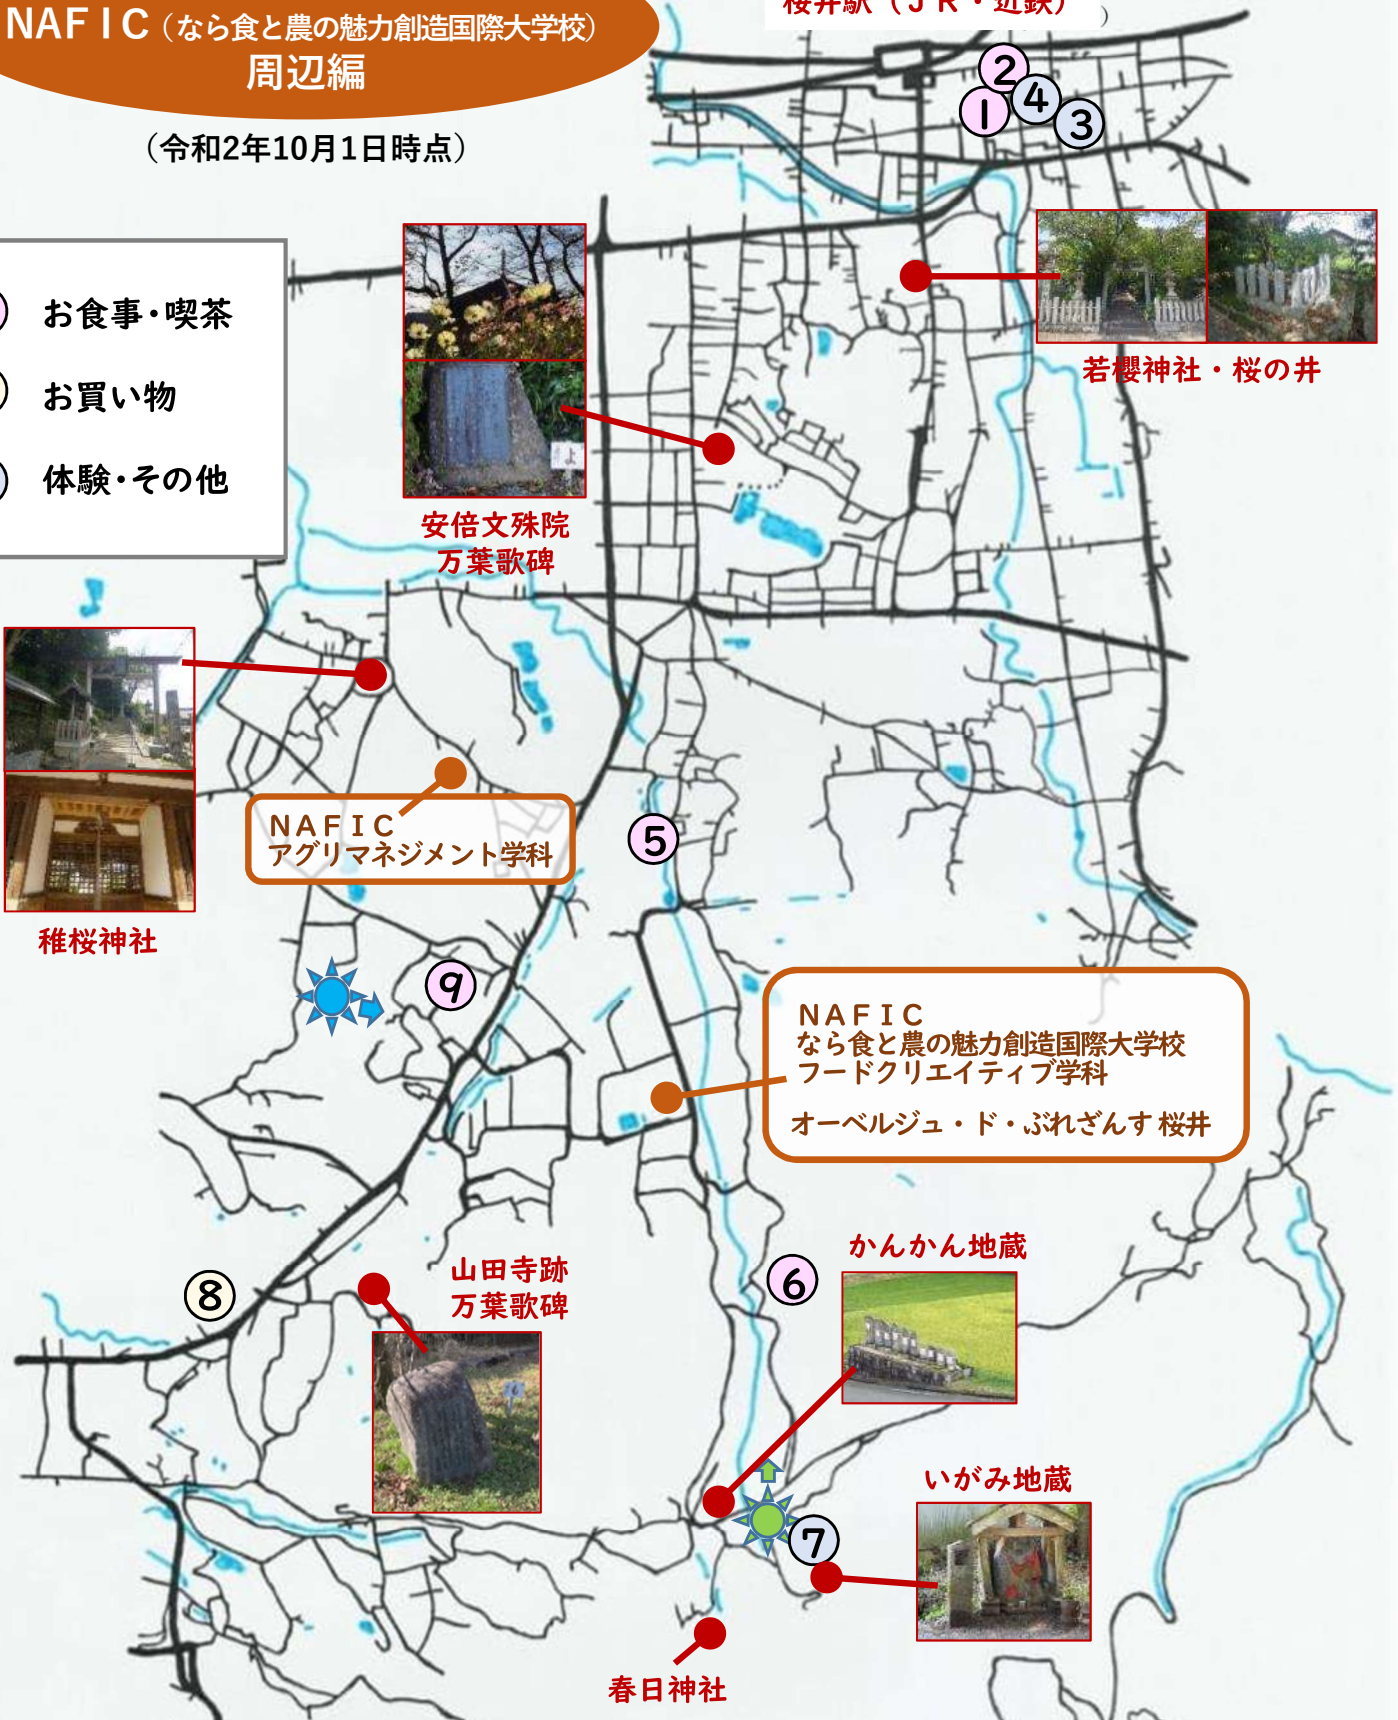 桜井駅（ＪＲ・近鉄）
）
NAFIC（なら食と農の魅力創造国際大学校）
周辺編
（令和2年10月1日時点）
お食事・喫茶
お買い物
体験・その他
2
4
1
3
若櫻神社・桜の井
安倍文殊院
万葉歌碑
ＮＡＦＩＣ
アグリマネジメント学科
5
稚桜神社
9
ＮＡＦＩＣ
なら食と農の魅力創造国際大学校
フードクリエイティブ学科
オーベルジュ・ド・ぷれざんす 桜井
かんかん地蔵
山田寺跡
万葉歌碑
6
8
いがみ地蔵
7
春日神社